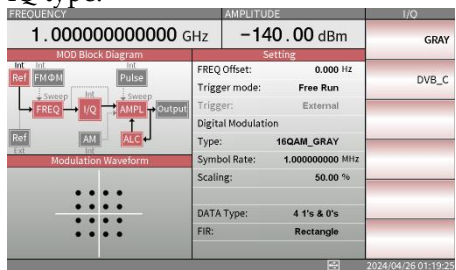 IQ type.
FREQUENCY AMPLITUDE I/Q
1.000000000000 GHz -140.00 dBm
GRAY
MOD Block Diagram Setting
Int Int Int
Ref FMΦM Pulse
Sweep Int Sweep
FREQ I/Q AMPL Output
Ref AM ALC
Ext Int
FREQ Offset: 0.000 Hz
Trigger mode: Free Run
DVB_C
Trigger: External
Digital Modulation
Type: 16QAM_GRAY
Modulation Waveform
Symbol Rate: 1.000000000 MHz
Scaling: 50.00 %
DATA Type: 4 1's & 0's
FIR: Rectangle
2024/04/26 01:19:25